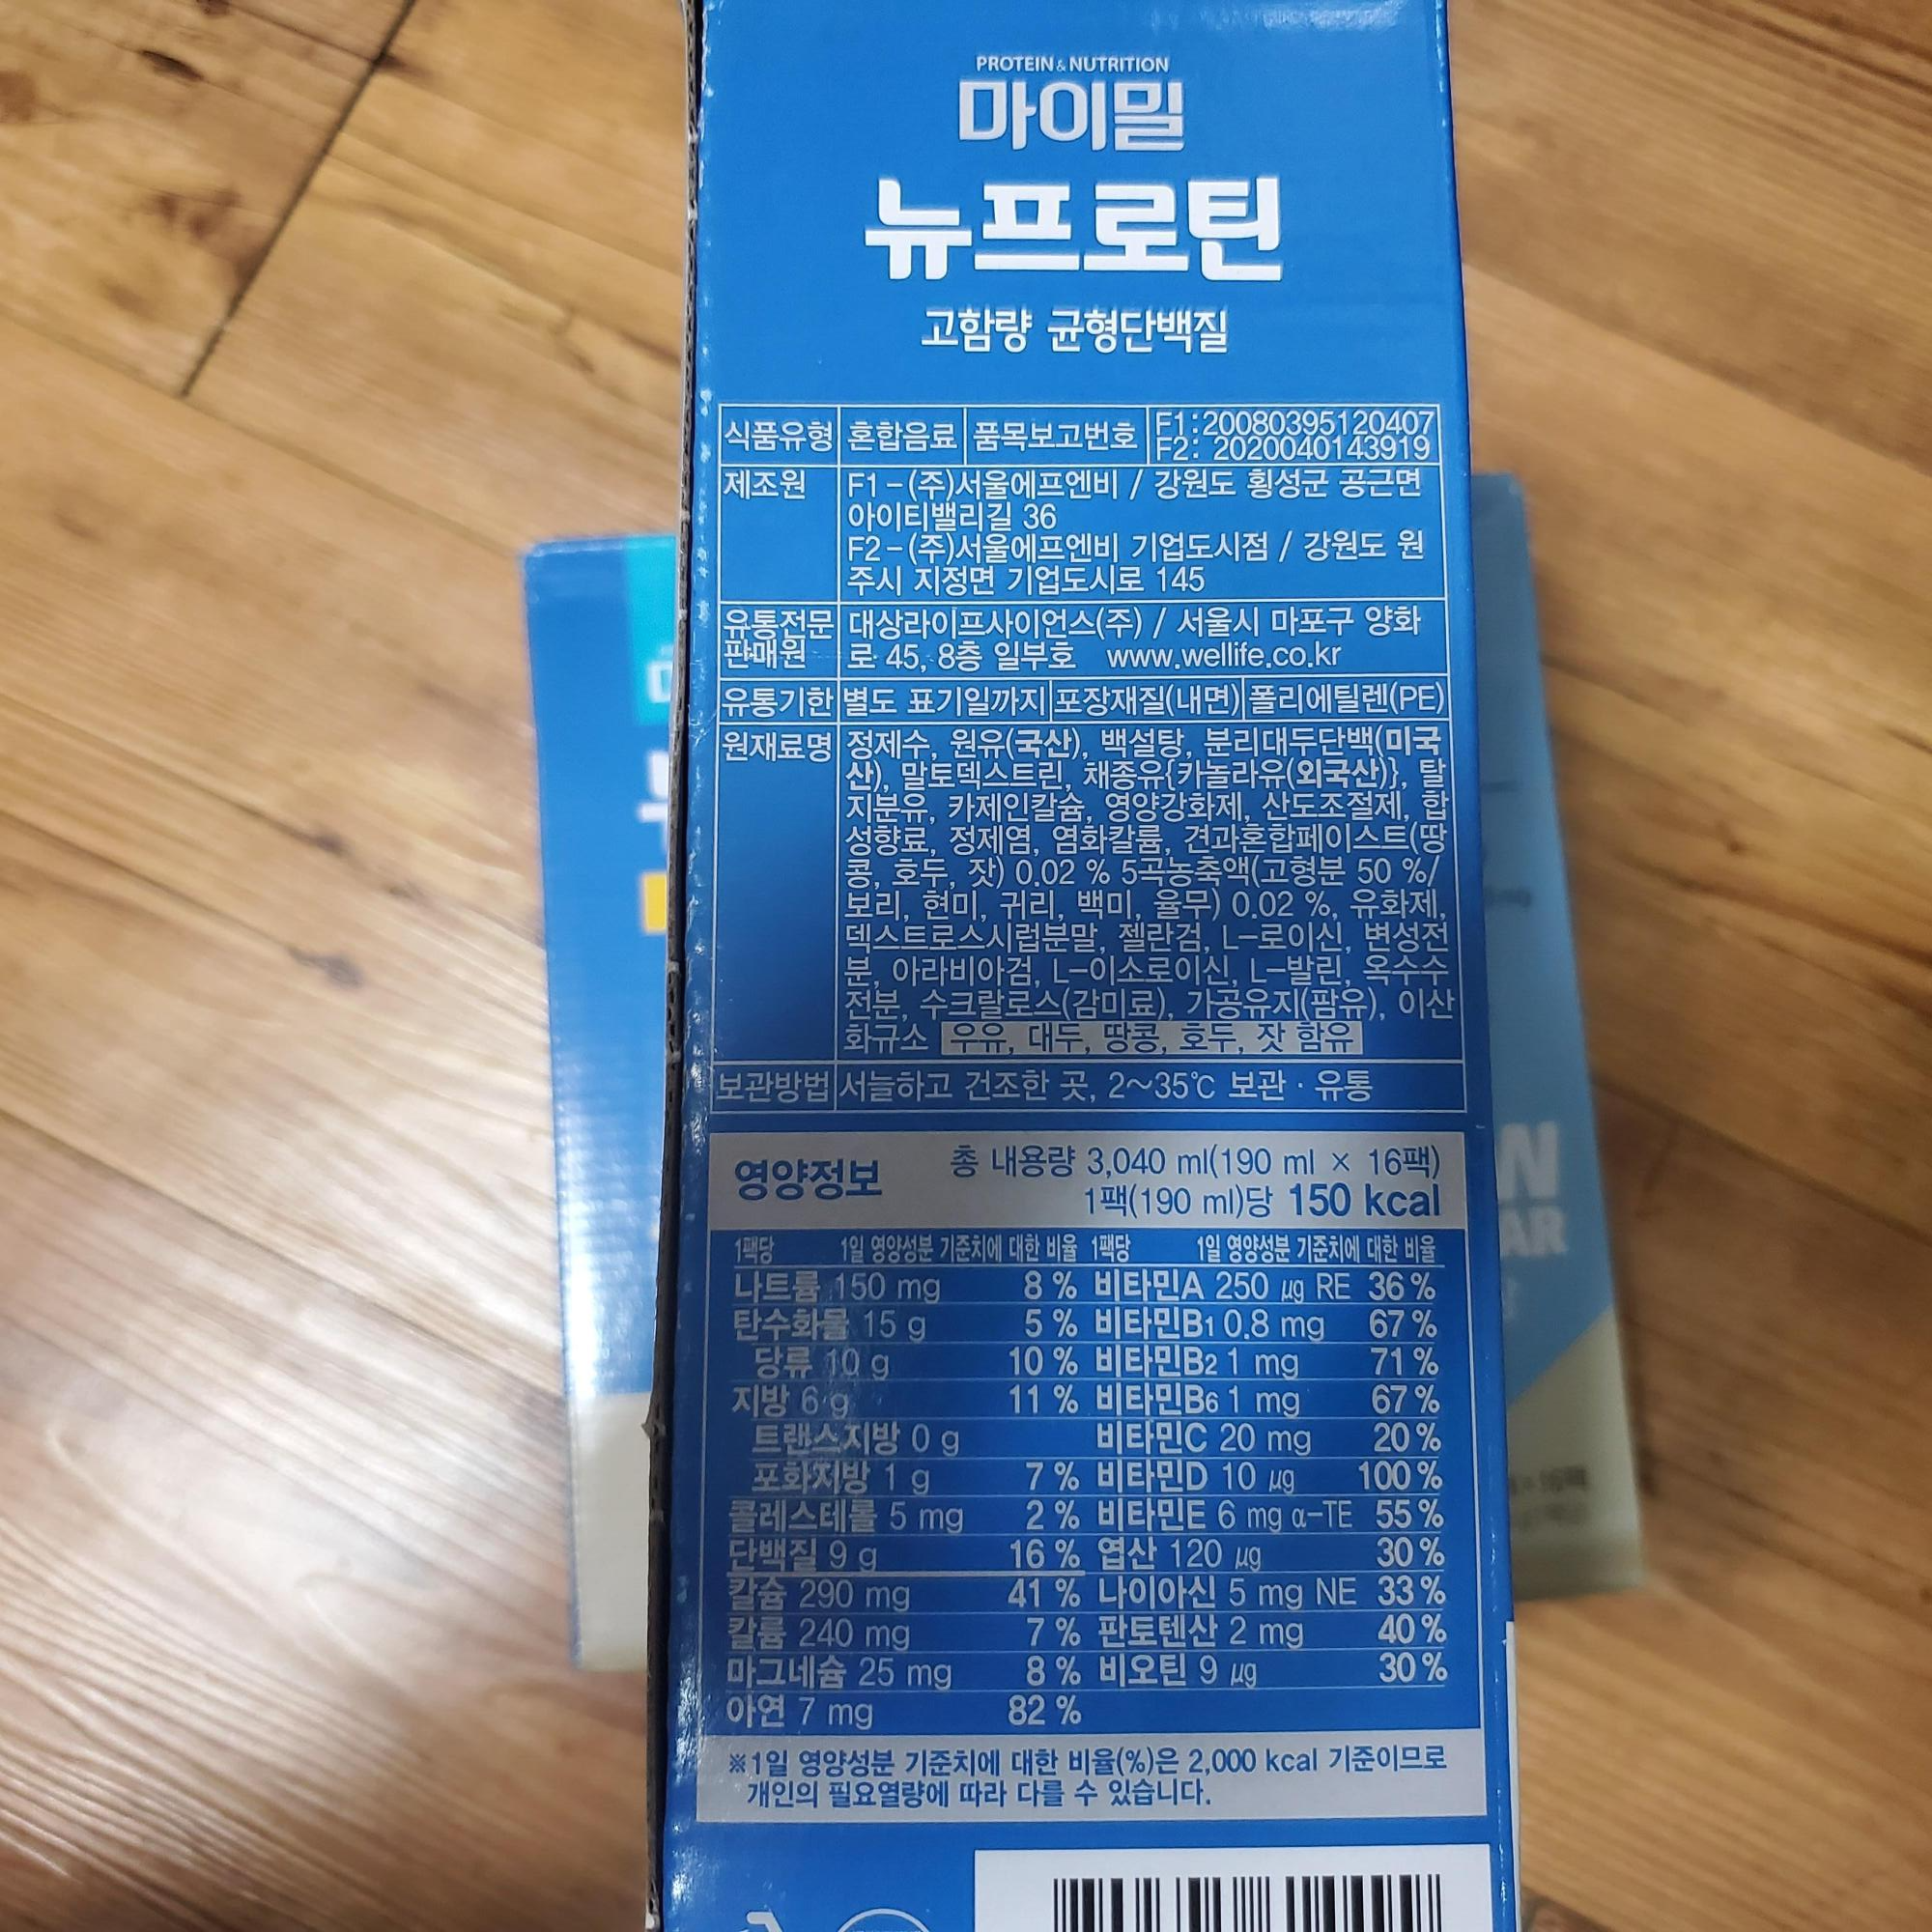 PROTEIN & NUTRITION
마이밀
뉴프로틴
고함량 균형단백질
식품유형 혼합음료 품목보고번호 F1:20080395120407
F2: 2020040143919
제조원 F1-(주)서울에프엔비 / 강원도 횡성군 공근면
아이티밸리길 36
F2-(주)서울에프엔비 기업도시점 / 강원도 원
주시 지정면 기업도시로 145
유통전문 대상라이프사이언스(주) / 서울시 마포구 양화
판매원 로 45, 8층 일부호 www.wellife.co.kr
유통기한 별도 표기일까지 포장재질(내면) 폴리에틸렌(PE)
원재료명 정제수, 원유(국산), 백설탕, 분리대두단백(미국
산), 말토덱스트린, 채종유{카놀라유(외국산)}, 탈
지분유, 카제인칼슘, 영양강화제, 산도조절제, 합
성향료, 정제염, 염화칼륨, 견과혼합페이스트(땅
콩, 호두, 잣) 0.02 % 5곡농축액(고형분 50 %/
보리, 현미, 귀리, 백미, 율무) 0.02 %, 유화제,
덱스트로스시럽분말, 젤란검, L-로이신, 변성전
분, 아라비아검, L-이소로이신, L-발린, 옥수수
전분, 수크랄로스(감미료), 가공유지(팜유), 이산
화규소 우유, 대두, 땅콩, 호두, 잣 함유
보관방법 서늘하고 건조한 곳, 2~35℃ 보관 · 유통
영양정보 총 내용량 3,040 ml(190 ml × 16팩)
1팩(190 ml)당 150 kcal
1팩당 1일 영양성분 기준치에 대한 비율 1팩당 1일 영양성분 기준치에 대한 비율
나트륨 150 mg 8 % 비타민A 250 µg RE 36 %
탄수화물 15 g 5 % 비타민B1 0.8 mg 67 %
당류 10 g 10 % 비타민B2 1 mg 71 %
지방 6 g 11 % 비타민B6 1 mg 67 %
트랜스지방 0 g 비타민C 20 mg 20 %
포화지방 1 g 7 % 비타민D 10 µg 100 %
콜레스테롤 5 mg 2 % 비타민E 6 mg α-TE 55 %
단백질 9 g 16 % 엽산 120 µg 30 %
칼슘 290 mg 41 % 나이아신 5 mg NE 33 %
칼륨 240 mg 7 % 판토텐산 2 mg 40 %
마그네슘 25 mg 8 % 비오틴 9 µg 30 %
아연 7 mg 82 %
※1일 영양성분 기준치에 대한 비율(%)은 2,000 kcal 기준이므로
개인의 필요열량에 따라 다를 수 있습니다.